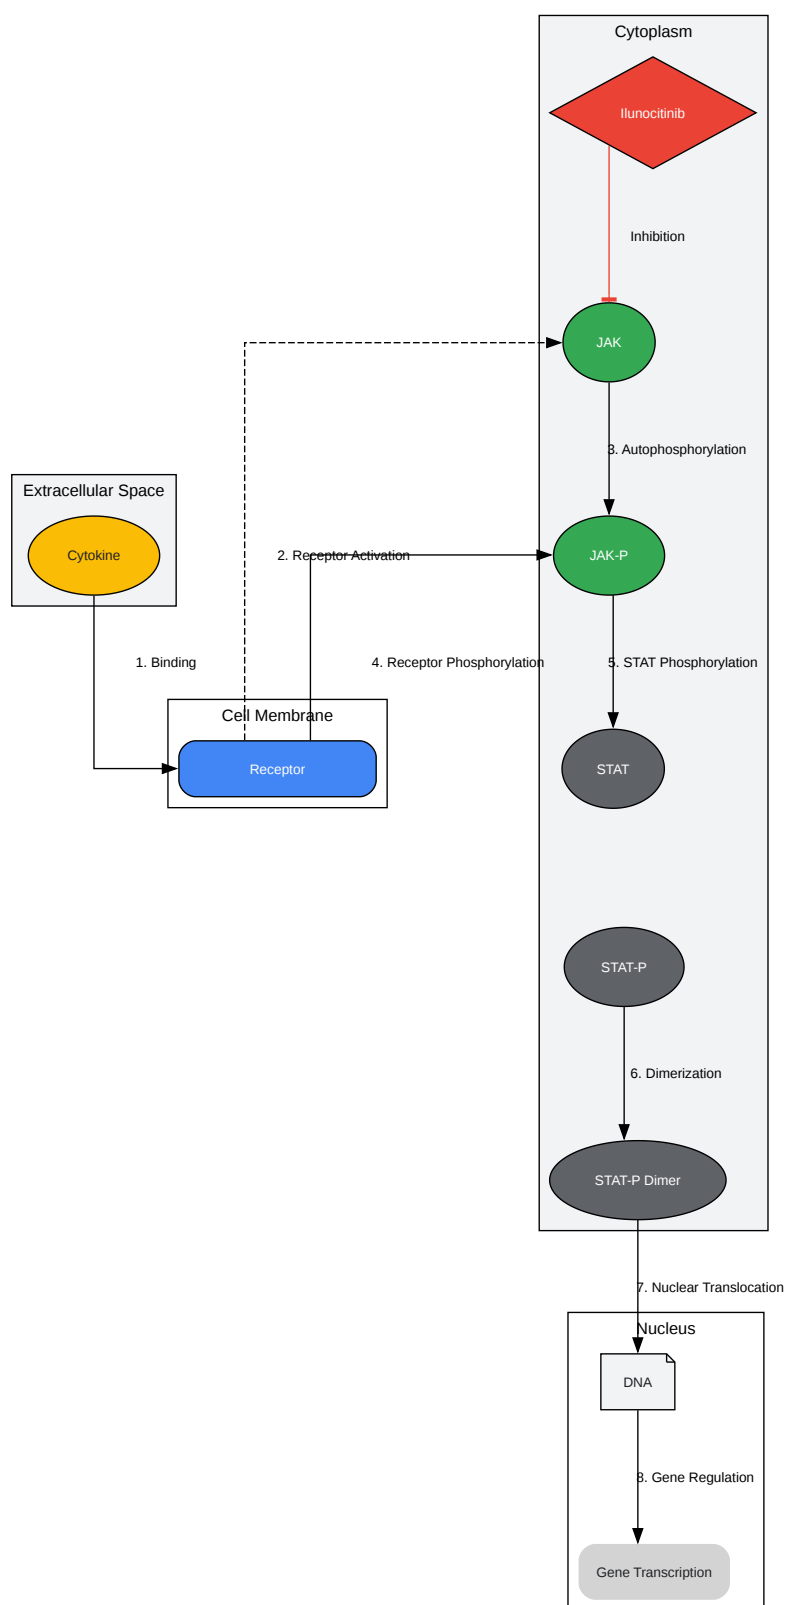 Cytoplasm
Ilunocitinib
Inhibition
JAK
3. Autophosphorylation
Extracellular Space
Cytokine
2. Receptor Activation
JAK-P
1. Binding
4. Receptor Phosphorylation
5. STAT Phosphorylation
Cell Membrane
Receptor
STAT
STAT-P
6. Dimerization
STAT-P Dimer
7. Nuclear Translocation
Nucleus
DNA
8. Gene Regulation
Gene Transcription